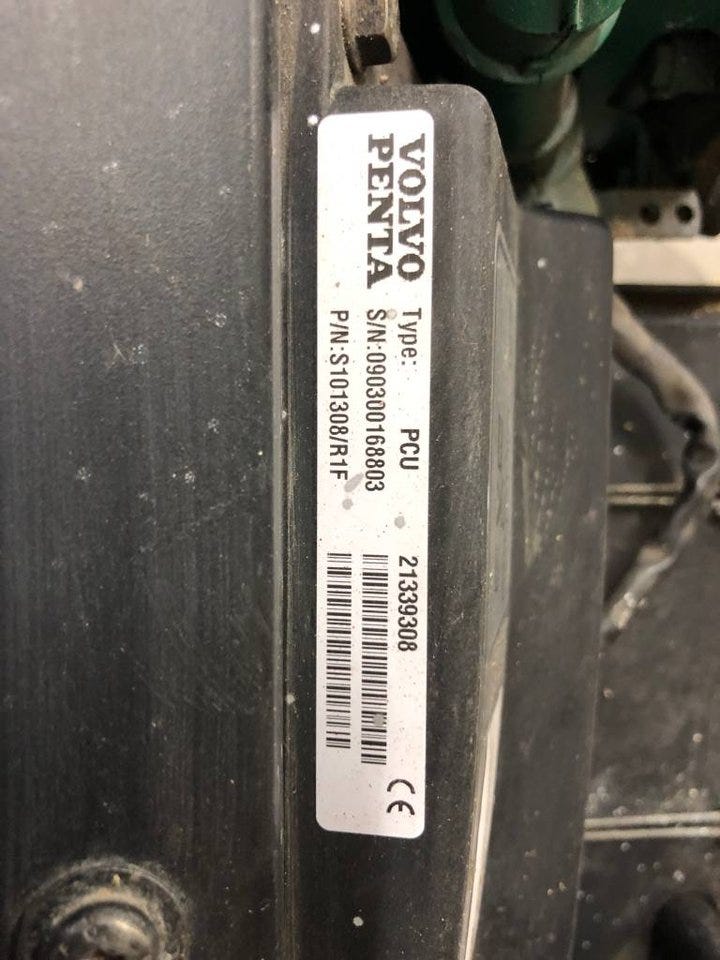 VOLVO
PENTA
Type: PCU 21339308
S/N:090300168803
P/N:S101308/R1F
CE